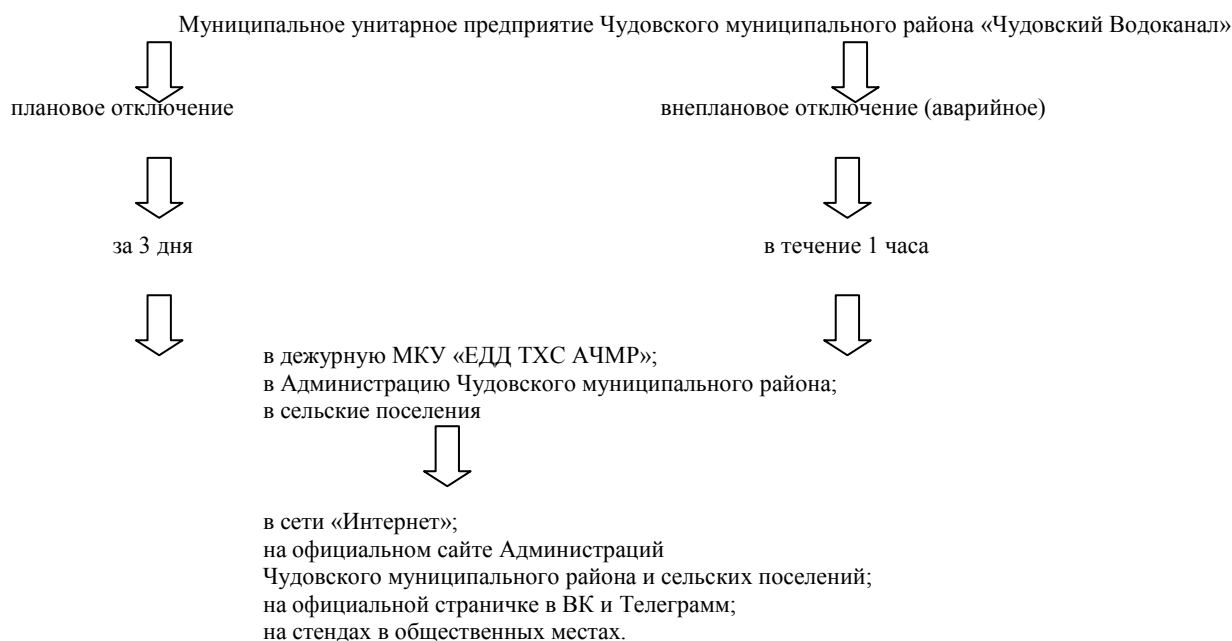 Муниципальное унитарное предприятие Чудовского муниципального района «Чудовский Водоканал»
плановое отключение
внеплановое отключение (аварийное)
за 3 дня
в течение 1 часа
в дежурную МКУ «ЕДД ТХС АЧМР»;
в Администрацию Чудовского муниципального района;
в сельские поселения
в сети «Интернет»;
на официальном сайте Администраций
Чудовского муниципального района и сельских поселений;
на официальной страничке в ВК и Телеграмм;
на стендах в общественных местах.